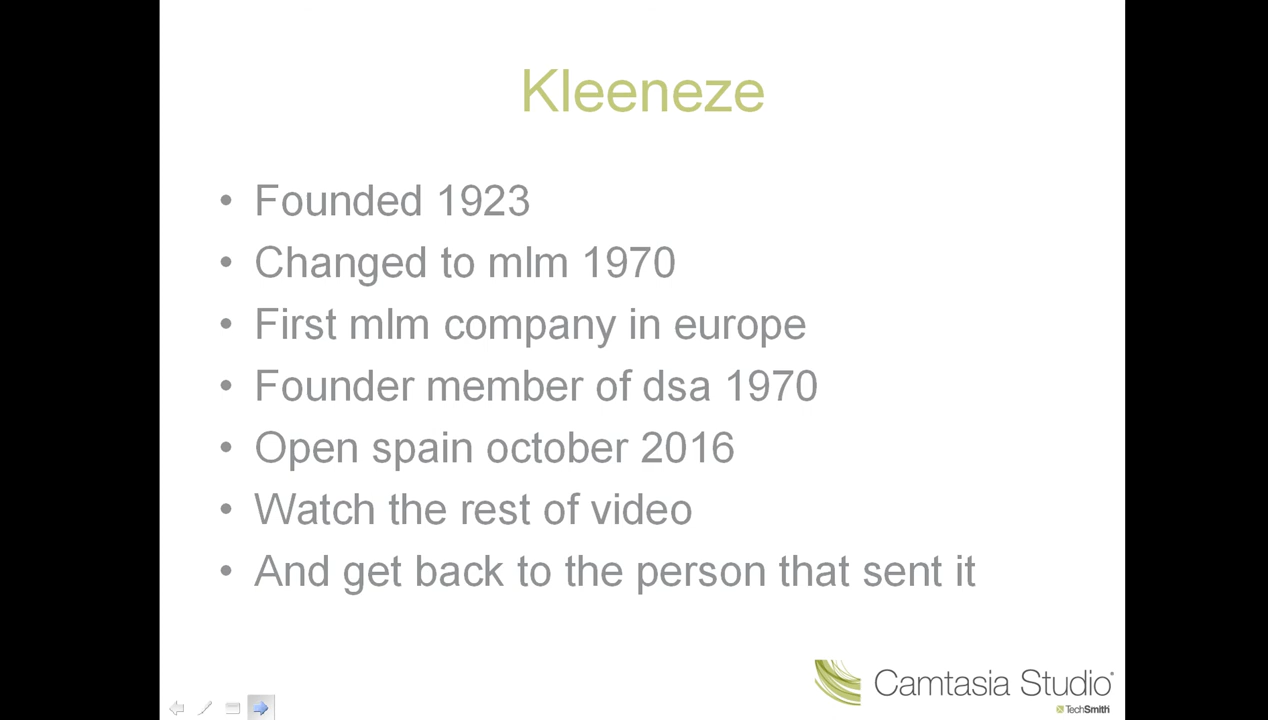 Kleeneze
• Founded 1923
• Changed to mlm 1970
• First mlm company in europe
• Founder member of dsa 1970
• Open spain october 2016
• Watch the rest of video
• And get back to the person that sent it
Camtasia Studio®
TechSmith